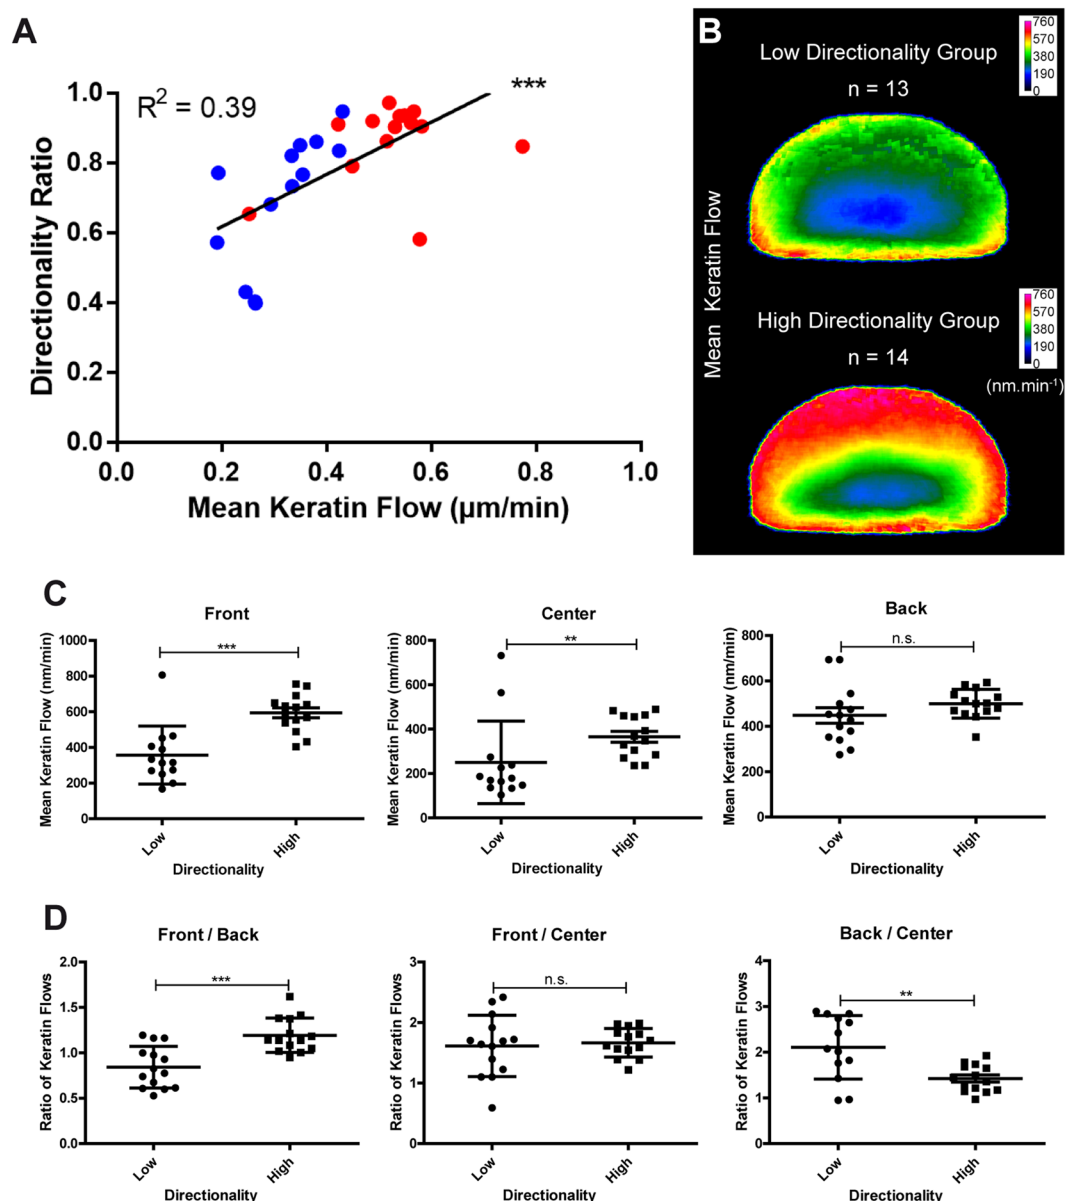 A
R² = 0.39
***
Directionality Ratio
1.0
0.8
0.6
0.4
0.2
0.0
0.0 0.2 0.4 0.6 0.8 1.0
Mean Keratin Flow (µm/min)
B
Mean Keratin Flow
Low Directionality Group
n = 13
760
570
380
190
0
High Directionality Group
n = 14
760
570
380
190
0
(nm.min⁻¹)
C
Front
Mean Keratin Flow (nm/min)
1000
800
600
400
200
0
***
Low High
Directionality
Center
Mean Keratin Flow (nm/min)
800
600
400
200
0
**
Low High
Directionality
Back
Mean Keratin Flow (nm/min)
800
600
400
200
0
n.s.
Low High
Directionality
D
Front / Back
Ratio of Keratin Flows
2.0
1.5
1.0
0.5
0.0
***
Low High
Directionality
Front / Center
Ratio of Keratin Flows
3
2
1
0
n.s.
Low High
Directionality
Back / Center
Ratio of Keratin Flows
4
3
2
1
0
**
Low High
Directionality